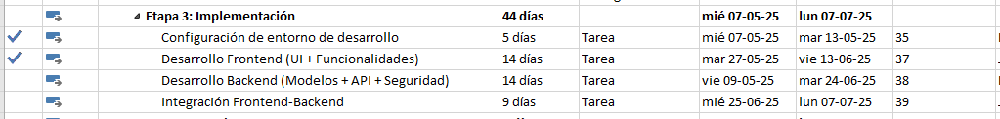 Etapa 3: Implementación 44 días mié 07-05-25 lun 07-07-25
Configuración de entorno de desarrollo 5 días Tarea mié 07-05-25 mar 13-05-25 35
Desarrollo Frontend (UI + Funcionalidades) 14 días Tarea mar 27-05-25 vie 13-06-25 37
Desarrollo Backend (Modelos + API + Seguridad) 14 días Tarea vie 09-05-25 mar 24-06-25 38
Integración Frontend-Backend 9 días Tarea mié 25-06-25 lun 07-07-25 39